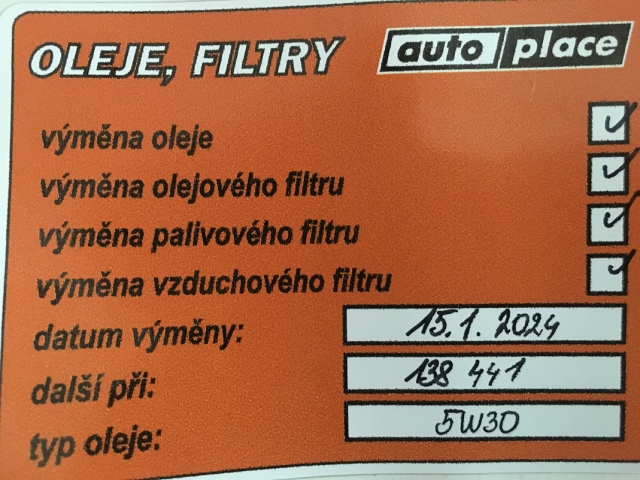 OLEJE, FILTRY auto place
výměna oleje
výměna olejového filtru
výměna palivového filtru
výměna vzduchového filtru
datum výměny: 15.1. 2024
další při: 138 441
typ oleje: 5W30